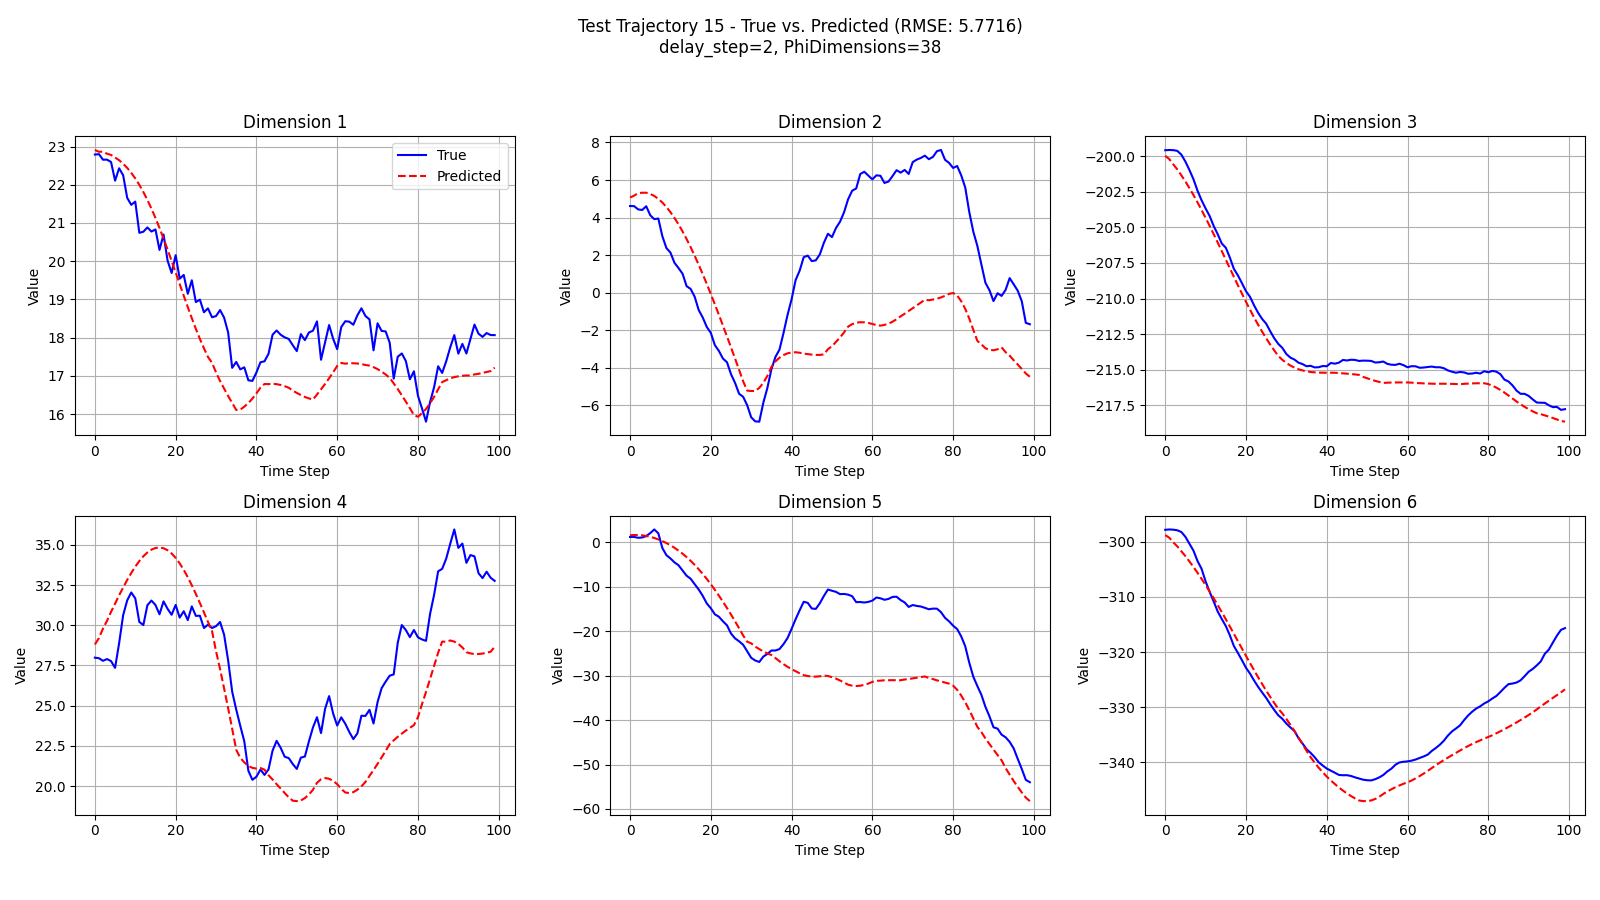 Test Trajectory 15 - True vs. Predicted (RMSE: 5.7716)
delay_step=2, PhiDimensions=38
Dimension 1
Value
23
22
21
20
19
18
17
16
0 20 40 60 80 100
Time Step
True
Predicted
Dimension 2
Value
8
6
4
2
0
−2
−4
−6
0 20 40 60 80 100
Time Step
Dimension 3
Value
−200.0
−202.5
−205.0
−207.5
−210.0
−212.5
−215.0
−217.5
0 20 40 60 80 100
Time Step
Dimension 4
Value
35.0
32.5
30.0
27.5
25.0
22.5
20.0
0 20 40 60 80 100
Time Step
Dimension 5
Value
0
−10
−20
−30
−40
−50
−60
0 20 40 60 80 100
Time Step
Dimension 6
Value
−300
−310
−320
−330
−340
0 20 40 60 80 100
Time Step